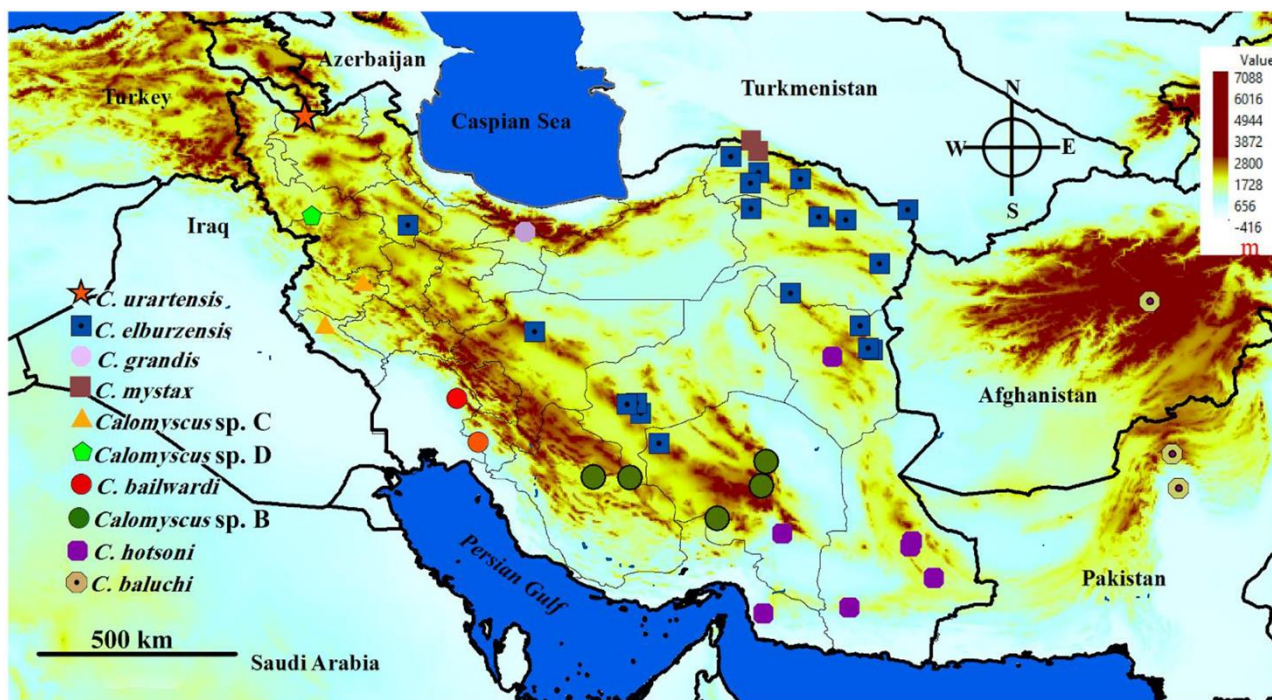 Azerbaijan
Turkey
Caspian Sea
Turkmenistan
N
W
E
S
Value
7088
6016
4944
3872
2800
1728
656
-416
m
Iraq
C. urartensis
C. elburzensis
C. grandis
C. mystax
Calomyscus sp. C
Calomyscus sp. D
C. bailwardi
Calomyscus sp. B
C. hotsoni
C. baluchi
Afghanistan
Pakistan
Persian Gulf
500 km
Saudi Arabia